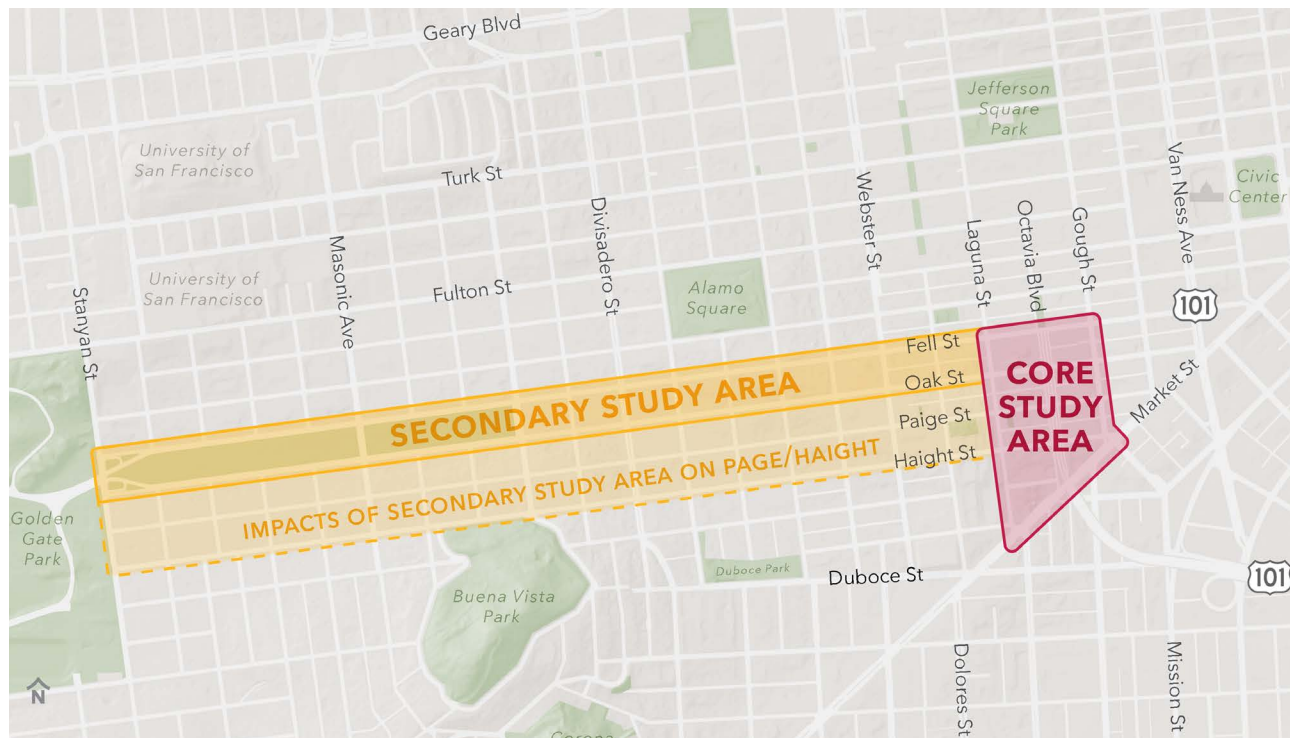 Geary Blvd
Jefferson
Square
Park
University of
San Francisco
Turk St
Van Ness Ave
Civic
Center
Webster St
Divisadero St
Octavia Blvd
Gough St
Laguna St
Masonic Ave
University of
San Francisco
Fulton St
Alamo
Square
Stanyan St
101
Fell St
Oak St
Paige St
Haight St
CORE
STUDY
AREA
Market St
SECONDARY STUDY AREA
IMPACTS OF SECONDARY STUDY AREA ON PAGE/HAIGHT
Golden
Gate
Park
Duboce Park
Duboce St
101
Buena Vista
Park
Dolores St
Mission St
N
Corona